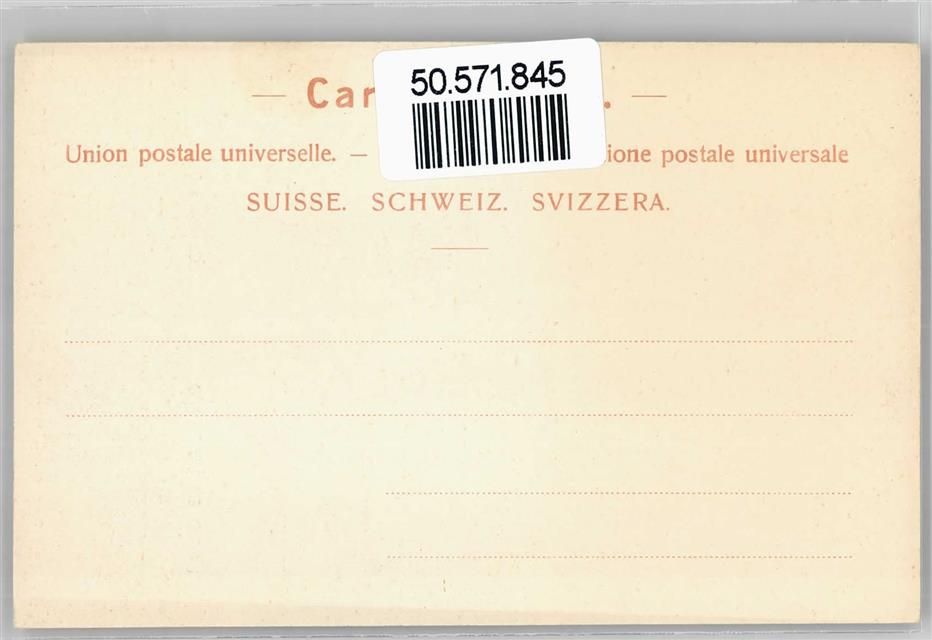 50.571.845
— Car . —
Union postale universelle. — ione postale universale
SUISSE. SCHWEIZ. SVIZZERA.